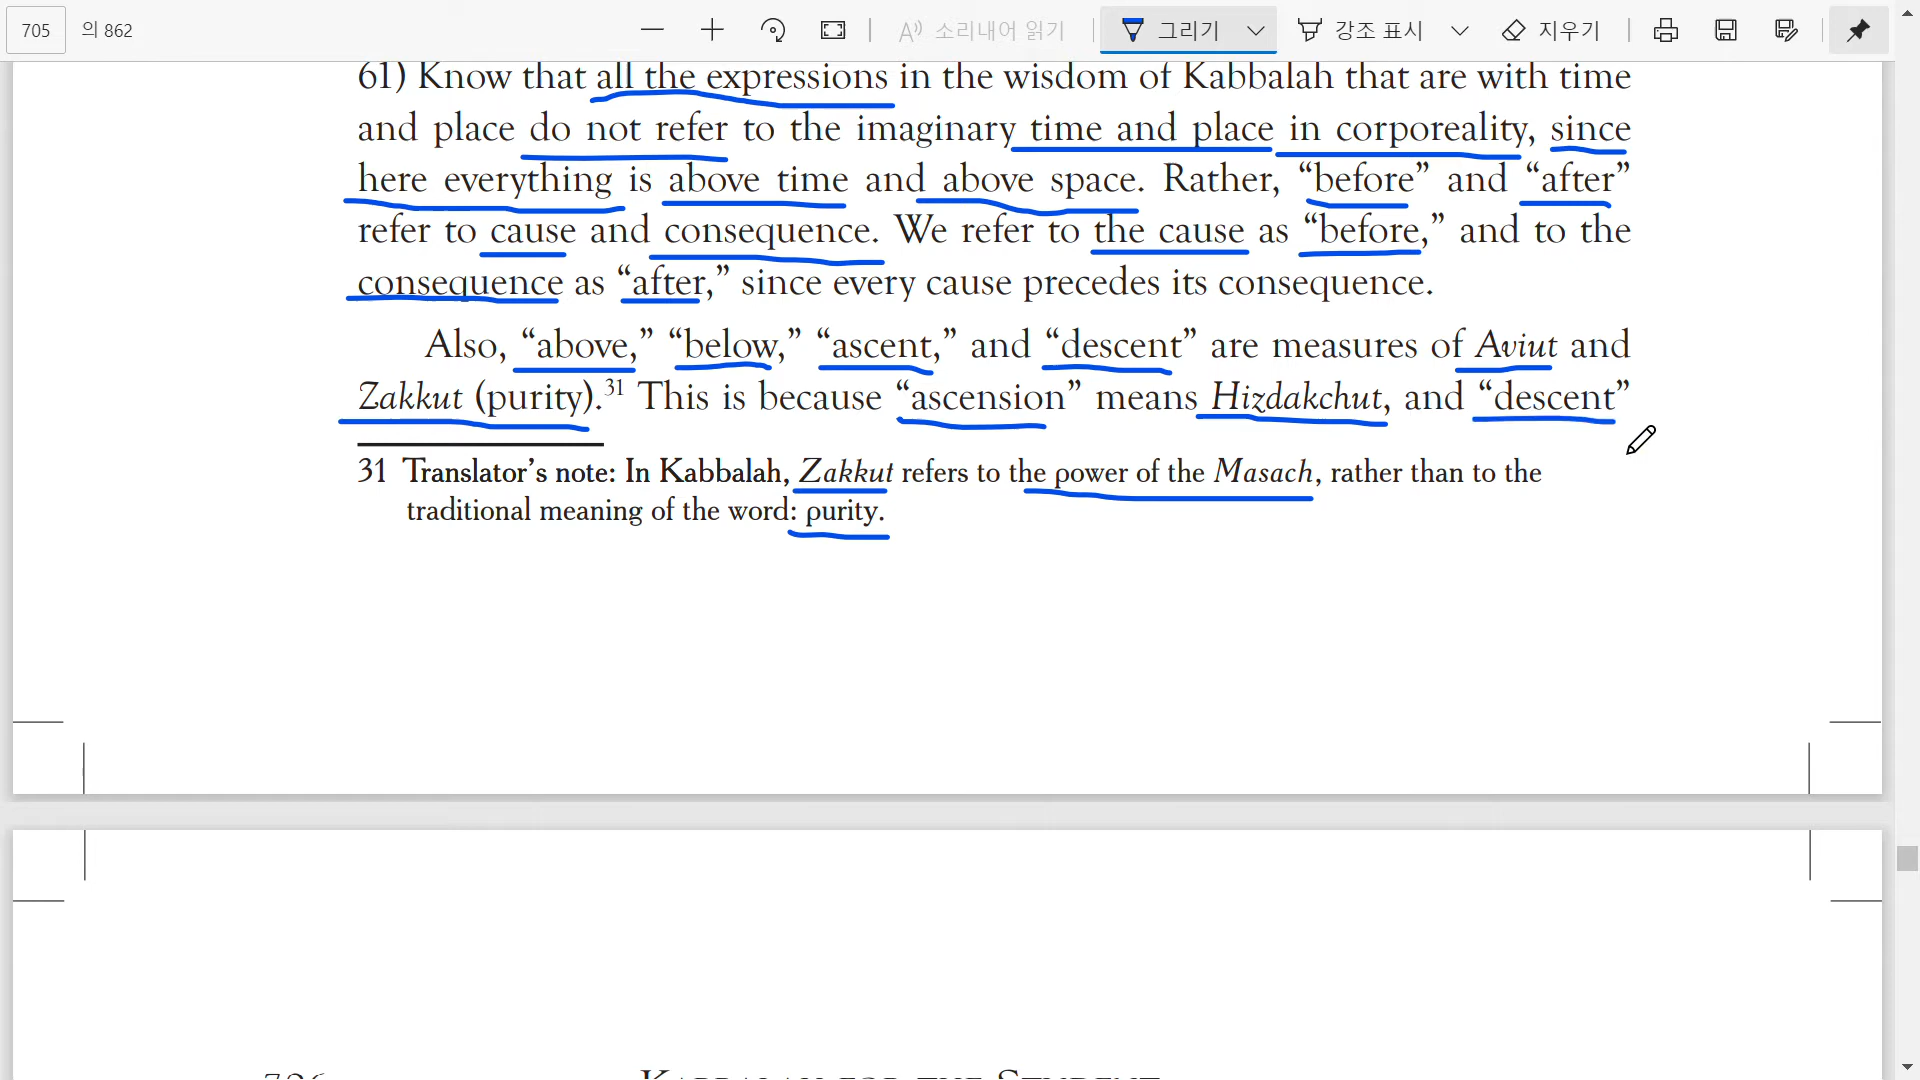 705 의 862 A 소리내어 읽기 그리기 강조 표시 지우기
61) Know that all the expressions in the wisdom of Kabbalah that are with time
and place do not refer to the imaginary time and place in corporeality, since
here everything is above time and above space. Rather, “before” and “after”
refer to cause and consequence. We refer to the cause as “before,” and to the
consequence as “after,” since every cause precedes its consequence.
Also, “above,” “below,” “ascent,” and “descent” are measures of Aviut and
Zakkut (purity).31 This is because “ascension” means Hizdakchut, and “descent”
31 Translator’s note: In Kabbalah, Zakkut refers to the power of the Masach, rather than to the
traditional meaning of the word: purity.
726 KABBALAH FOR THE STUDENT